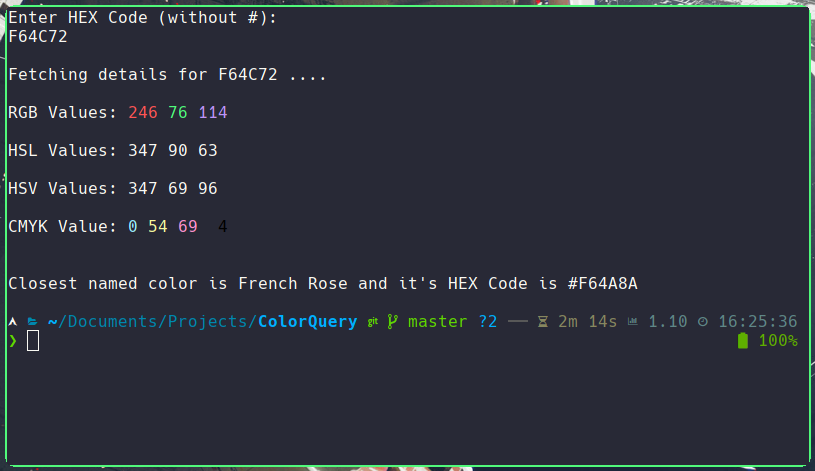 Enter HEX Code (without #):
F64C72
Fetching details for F64C72 ....
RGB Values: 246 76 114
HSL Values: 347 90 63
HSV Values: 347 69 96
CMYK Value: 0 54 69 4
Closest named color is French Rose and it's HEX Code is #F64A8A
~/Documents/Projects/ColorQuery git master ?2 ── 2m 14s 1.10 16:25:36
❯ 100%